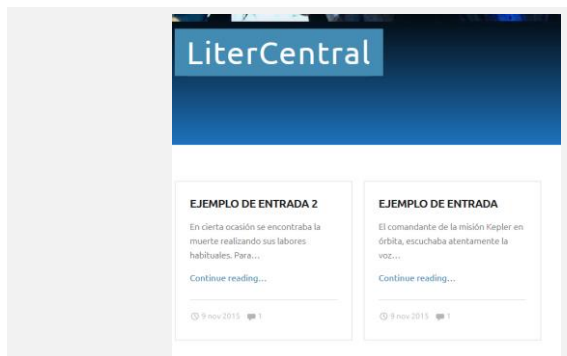 LiterCentral
EJEMPLO DE ENTRADA 2
En cierta ocasión se encontraba la
muerte realizando sus labores
habituales. Para...
Continue reading...
9 nov 2015 1
EJEMPLO DE ENTRADA
El comandante de la misión Kepler en
órbita, escuchaba atentamente la
voz...
Continue reading...
9 nov 2015 1